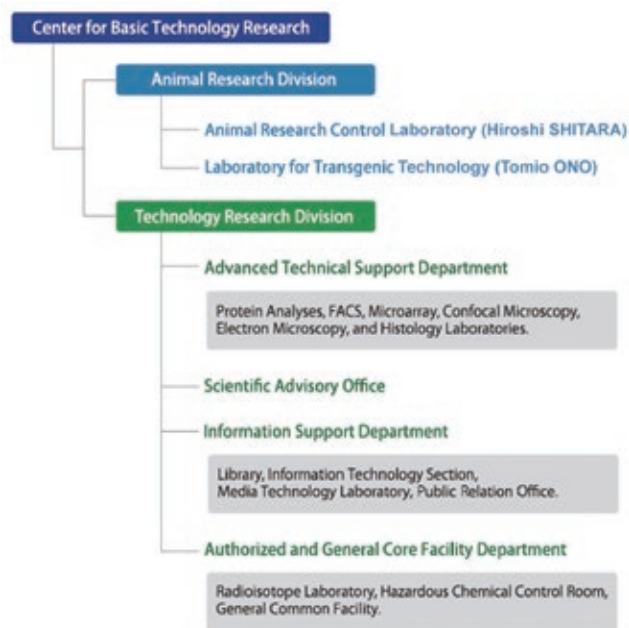 Center for Basic Technology Research
Animal Research Division
Animal Research Control Laboratory (Hiroshi SHITARA)
Laboratory for Transgenic Technology (Tomio ONO)
Technology Research Division
Advanced Technical Support Department
Protein Analyses, FACS, Microarray, Confocal Microscopy,
Electron Microscopy, and Histology Laboratories.
Scientific Advisory Office
Information Support Department
Library, Information Technology Section,
Media Technology Laboratory, Public Relation Office.
Authorized and General Core Facility Department
Radioisotope Laboratory, Hazardous Chemical Control Room,
General Common Facility.